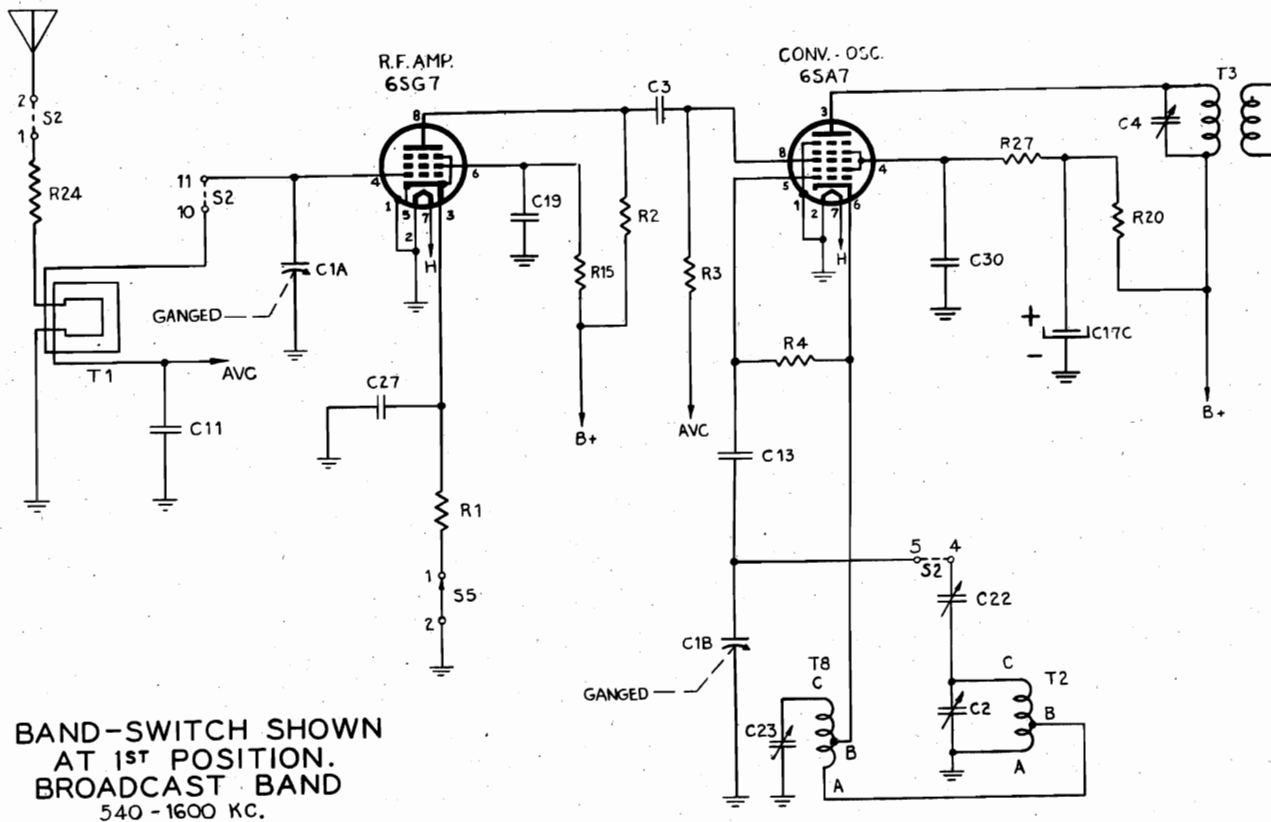 R.F. AMP.
6SG7
CONV.-OSC.
6SA7
T3
2
S2
1
R24
11
S2
10
C1A
GANGED
T1
AVC
C11
8
4
6
1
5
7
3
2
H
C19
R15
R2
B+
C3
R3
AVC
C27
R1
1
S5
2
3
8
5
4
1
2
7
6
H
C4
R27
R20
C30
+
C17C
-
B+
R4
C13
5
4
S2
C22
C1B
GANGED
T8
C
C23
B
A
C
T2
C2
B
A
BAND-SWITCH SHOWN
AT 1ST POSITION.
BROADCAST BAND
540-1600 KC.